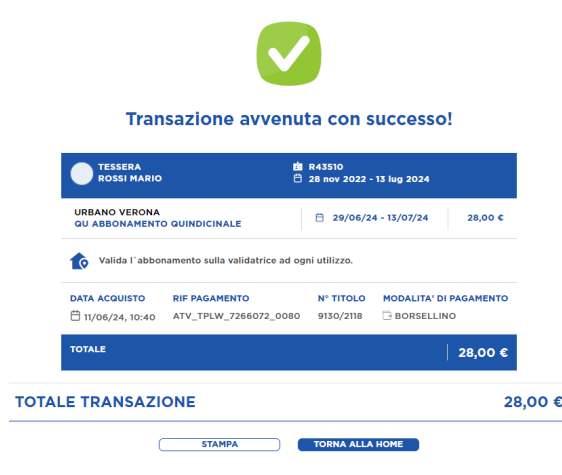 Transazione avvenuta con successo!
TESSERA
ROSSI MARIO
R43510
28 nov 2022 - 13 lug 2024
URBANO VERONA
QU ABBONAMENTO QUINDICINALE
29/06/24 - 13/07/24
28,00 €
Valida l`abbonamento sulla validatrice ad ogni utilizzo.
DATA ACQUISTO RIF PAGAMENTO N° TITOLO MODALITA' DI PAGAMENTO
11/06/24, 10:40 ATV_TPLW_7266072_0080 9130/2118 BORSELLINO
TOTALE 28,00 €
TOTALE TRANSAZIONE 28,00 €
STAMPA TORNA ALLA HOME